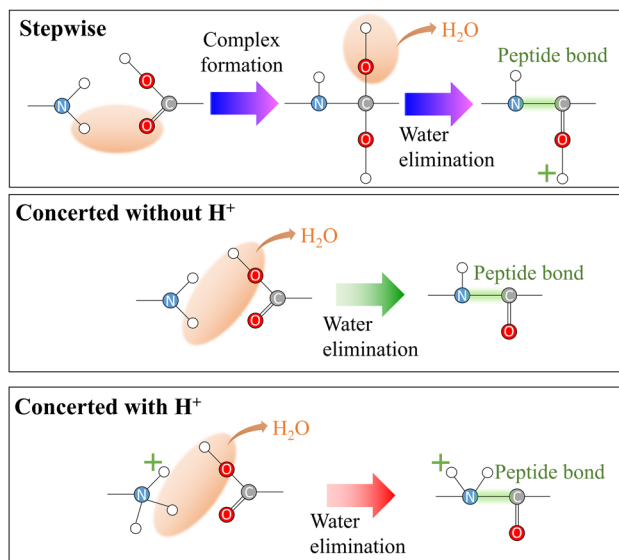 Stepwise
Complex
formation
H₂O
Peptide bond
N
O
O
C
N
O
C
O
N
C
O
Water
elimination
+
Concerted without H⁺
H₂O
Peptide bond
N
O
C
O
N
C
O
Water
elimination
Concerted with H⁺
H₂O
+
+
Peptide bond
N
O
C
O
N
C
O
Water
elimination